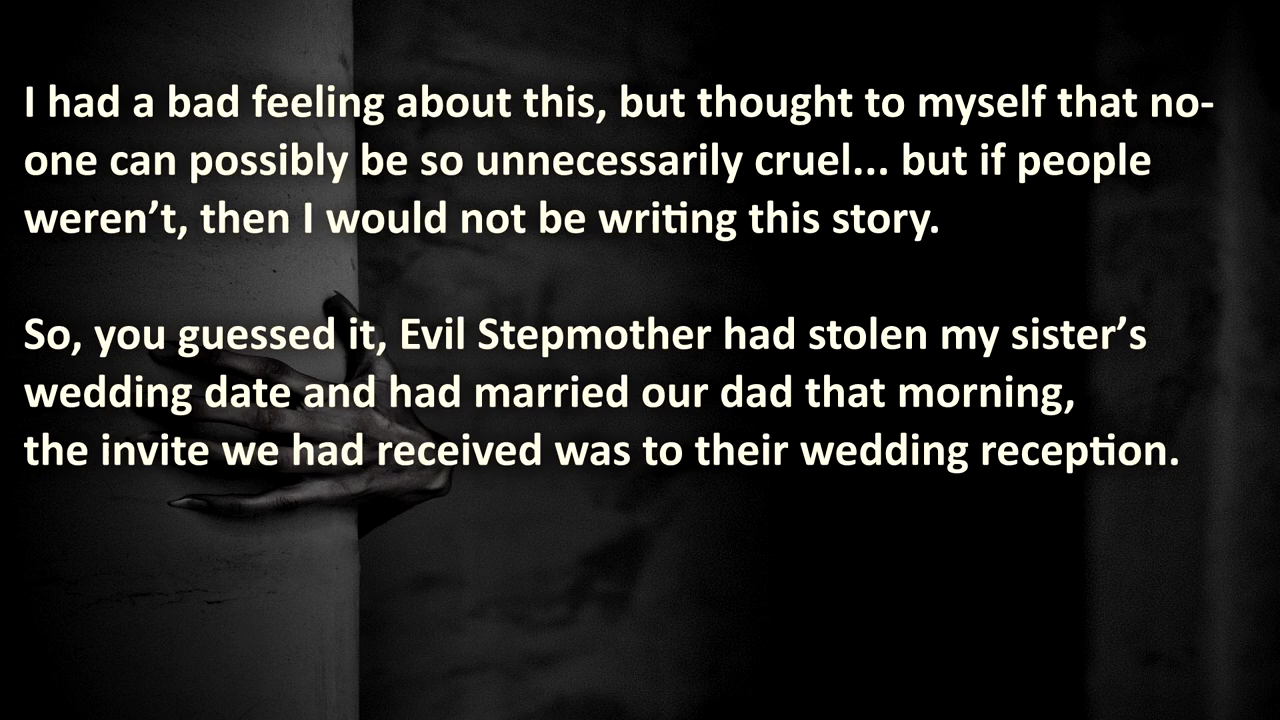 I had a bad feeling about this, but thought to myself that no-
one can possibly be so unnecessarily cruel... but if people
weren’t, then I would not be writing this story.
So, you guessed it, Evil Stepmother had stolen my sister’s
wedding date and had married our dad that morning,
the invite we had received was to their wedding reception.